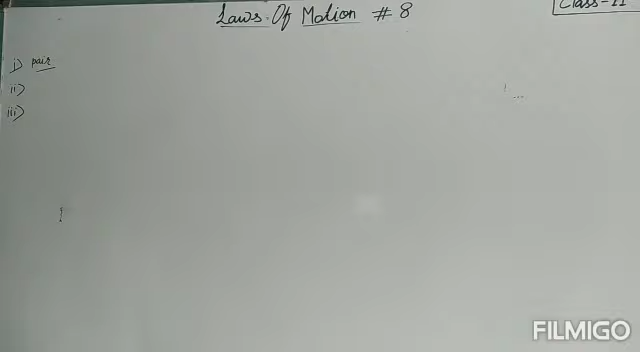 Laws Of Motion # 8
Class-11
i) pair
ii)
iii)
FILMIGO